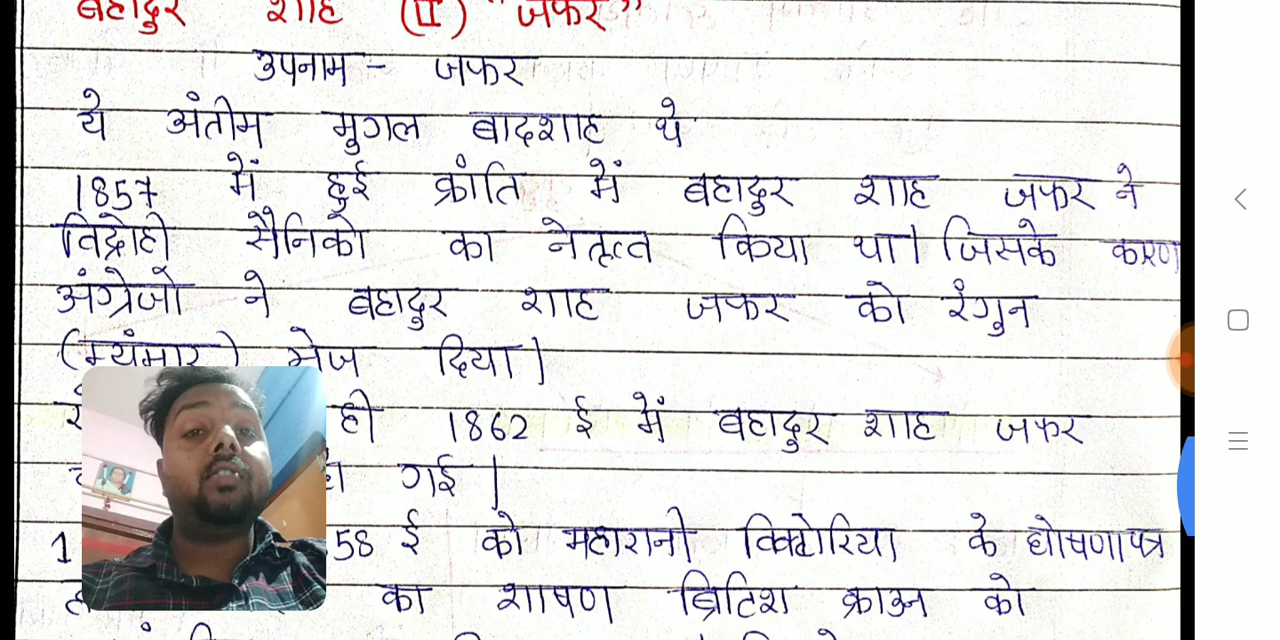 बहादुर शाह (II) "जफर"
उपनाम - जफर
ये अंतीम मुगल बादशाह थे
1857 में हुई क्रांति में बहादुर शाह जफर ने
विद्रोही सैनिको का नेतृत्व किया था। जिसके करण
अंग्रेजो ने बहादुर शाह जफर को रंगुन
(म्यंमार) भेज दिया।
ही 1862 ई में बहादुर शाह जफर
गई।
1 58 ई को महारानी विक्टोरिया के घोषणापत्र
का शाषण ब्रिटिश क्राउन को